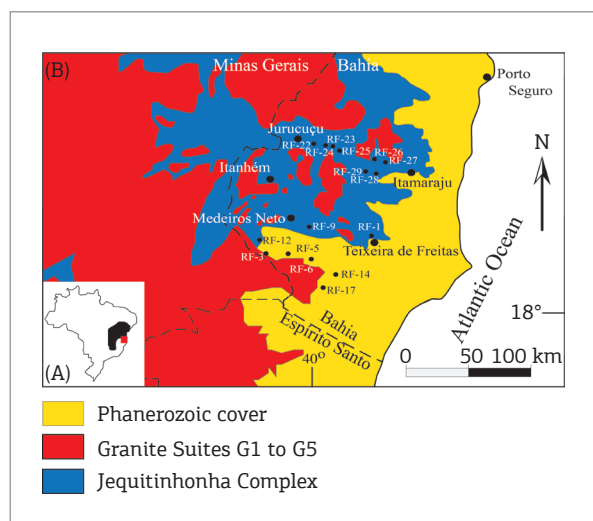 (B)
Minas Gerais
Bahia
Porto
Seguro
Jurucuçu
RF-22
RF-23
RF-24
RF-25
RF-26
RF-27
N
Itanhém
RF-29
RF-28
Itamaraju
Medeiros Neto
RF-9
RF-1
Teixeira de Freitas
RF-12
RF-3
RF-5
RF-6
RF-14
RF-17
Atlantic Ocean
18°
Bahia
Espírito Santo
40°
0 50 100 km
(A)
Phanerozoic cover
Granite Suites G1 to G5
Jequitinhonha Complex